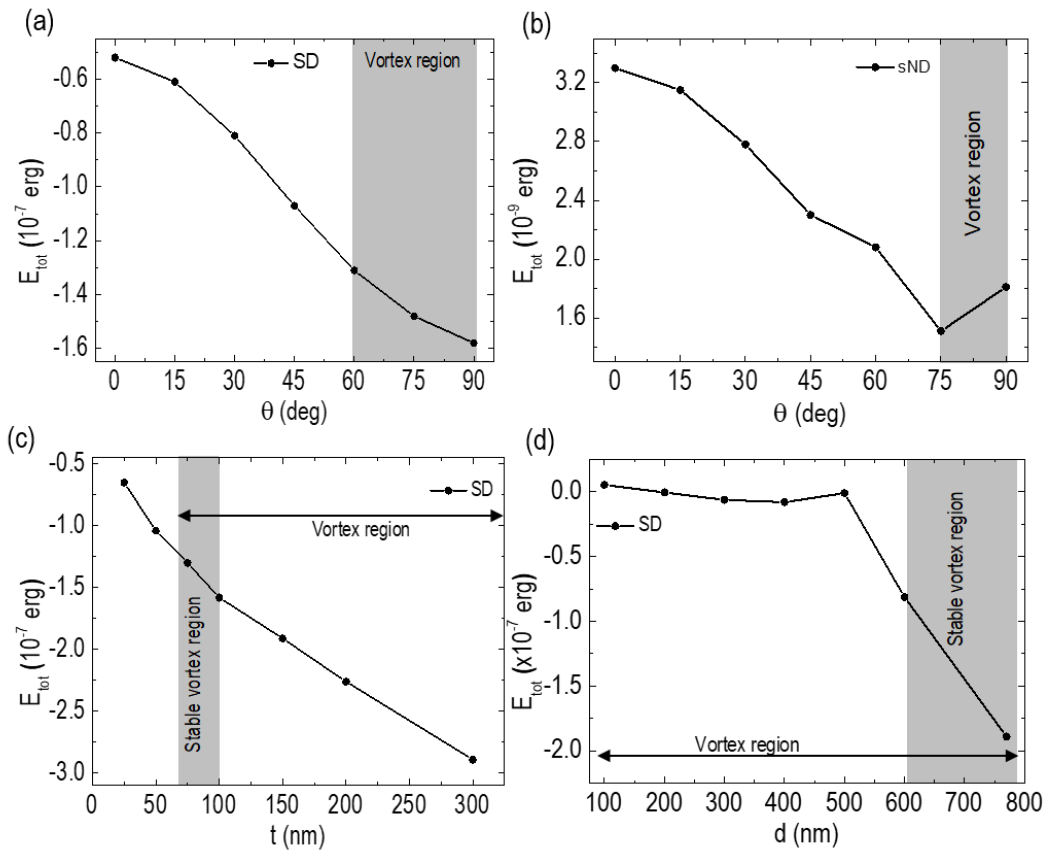 (a)
SD
Vortex region
-0.6
-0.8
-1.0
-1.2
-1.4
-1.6
E_tot (10^-7 erg)
0 15 30 45 60 75 90
θ (deg)
(b)
sND
Vortex region
3.2
2.8
2.4
2.0
1.6
E_tot (10^-9 erg)
0 15 30 45 60 75 90
θ (deg)
(c)
SD
Vortex region
Stable vortex region
-0.5
-1.0
-1.5
-2.0
-2.5
-3.0
E_tot (10^-7 erg)
0 50 100 150 200 250 300
t (nm)
(d)
SD
Stable vortex region
Vortex region
0.0
-0.5
-1.0
-1.5
-2.0
E_tot (x10^-7 erg)
100 200 300 400 500 600 700 800
d (nm)